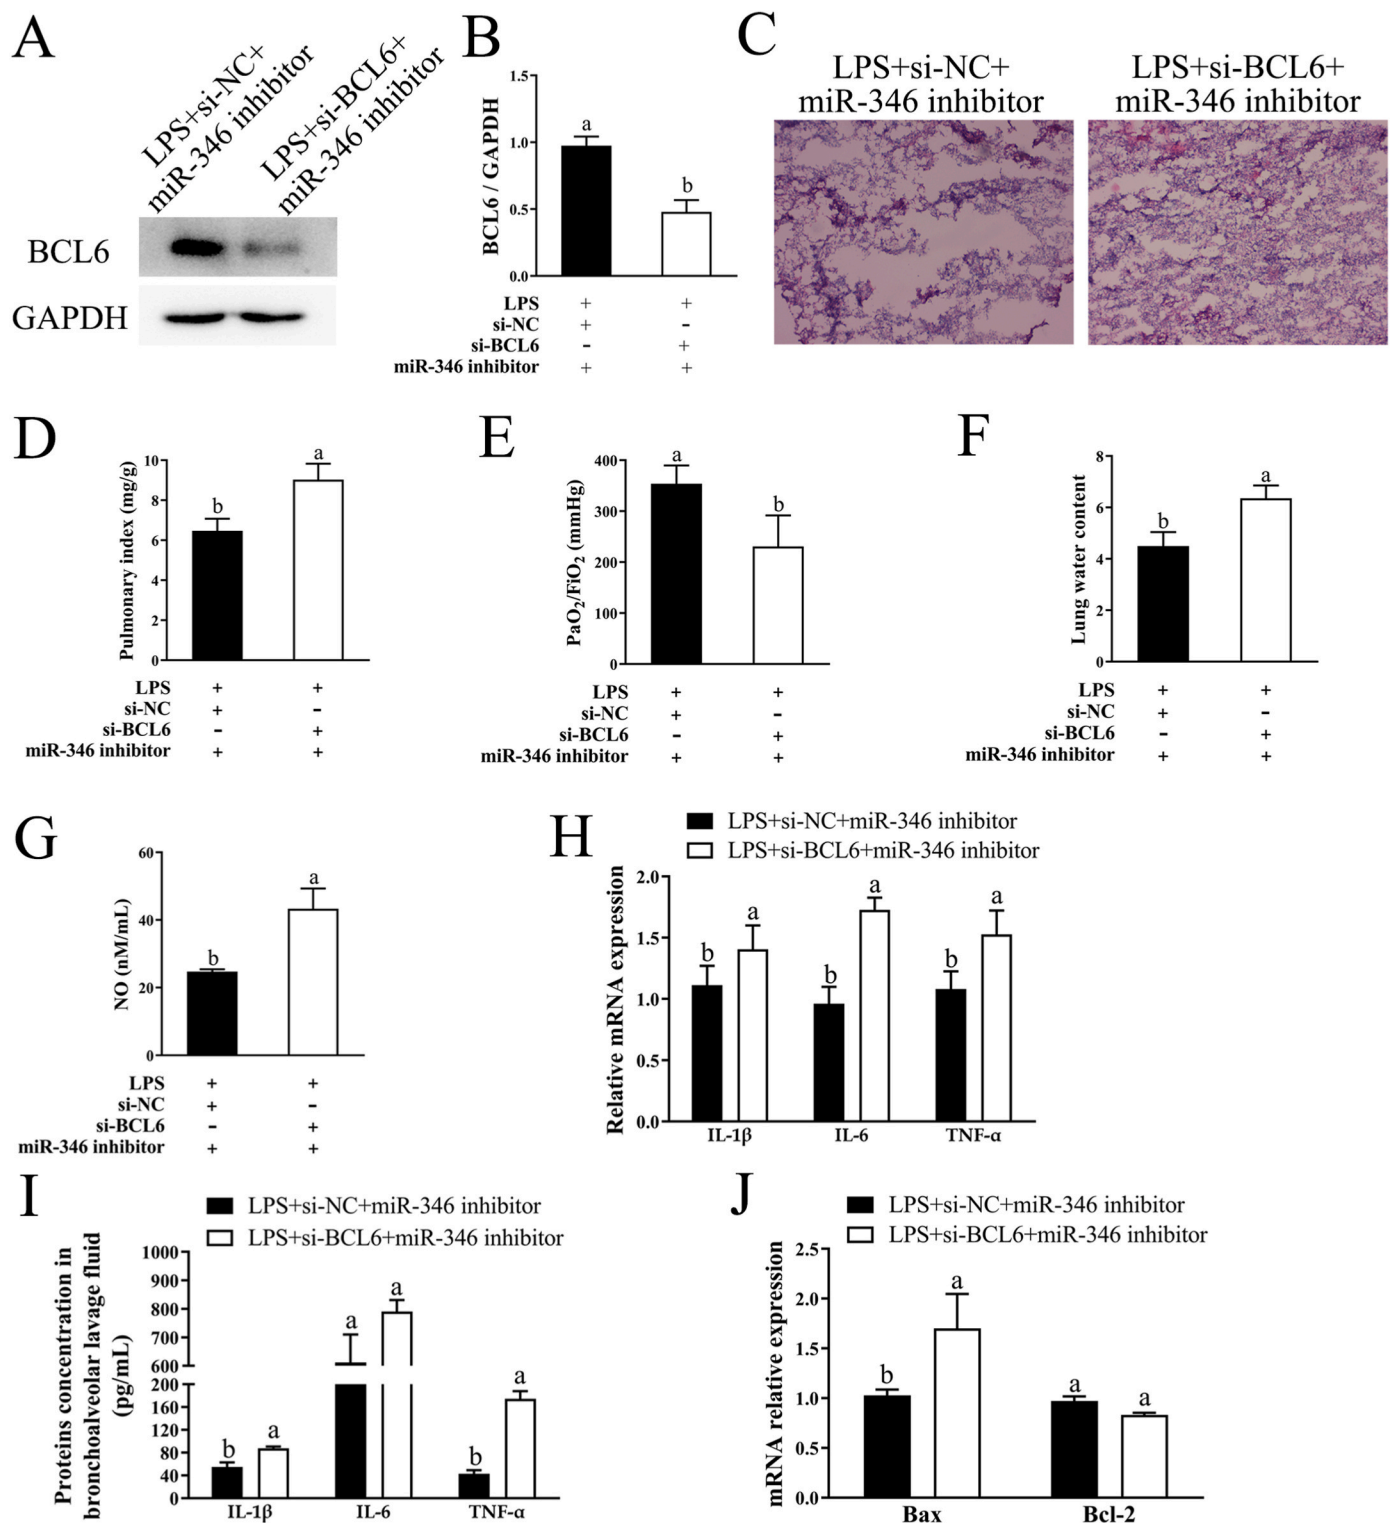 A
LPS+si-NC+
miR-346 inhibitor
LPS+si-BCL6+
miR-346 inhibitor
BCL6
GAPDH
B
BCL6 / GAPDH
1.5
1.0
0.5
0.0
a
b
LPS + +
si-NC + -
si-BCL6 - +
miR-346 inhibitor + +
C
LPS+si-NC+
miR-346 inhibitor
LPS+si-BCL6+
miR-346 inhibitor
D
Pulmonary index (mg/g)
10
8
6
4
2
0
b
a
LPS + +
si-NC + -
si-BCL6 - +
miR-346 inhibitor + +
E
PaO₂/FiO₂ (mmHg)
400
300
200
100
0
a
b
LPS + +
si-NC + -
si-BCL6 - +
miR-346 inhibitor + +
F
Lung water content
8
6
4
2
0
b
a
LPS + +
si-NC + -
si-BCL6 - +
miR-346 inhibitor + +
G
NO (nM/mL)
60
40
20
0
b
a
LPS + +
si-NC + -
si-BCL6 - +
miR-346 inhibitor + +
H
LPS+si-NC+miR-346 inhibitor
LPS+si-BCL6+miR-346 inhibitor
Relative mRNA expression
2.0
1.5
1.0
0.5
0.0
b a b a b a
IL-1β IL-6 TNF-α
I
LPS+si-NC+miR-346 inhibitor
LPS+si-BCL6+miR-346 inhibitor
Proteins concentration in
bronchoalveolar lavage fluid
(pg/mL)
1000
900
800
700
600
200
160
120
80
40
0
b a a a b a
IL-1β IL-6 TNF-α
J
LPS+si-NC+miR-346 inhibitor
LPS+si-BCL6+miR-346 inhibitor
mRNA relative expression
2.5
2.0
1.5
1.0
0.5
0.0
b a a a
Bax Bcl-2